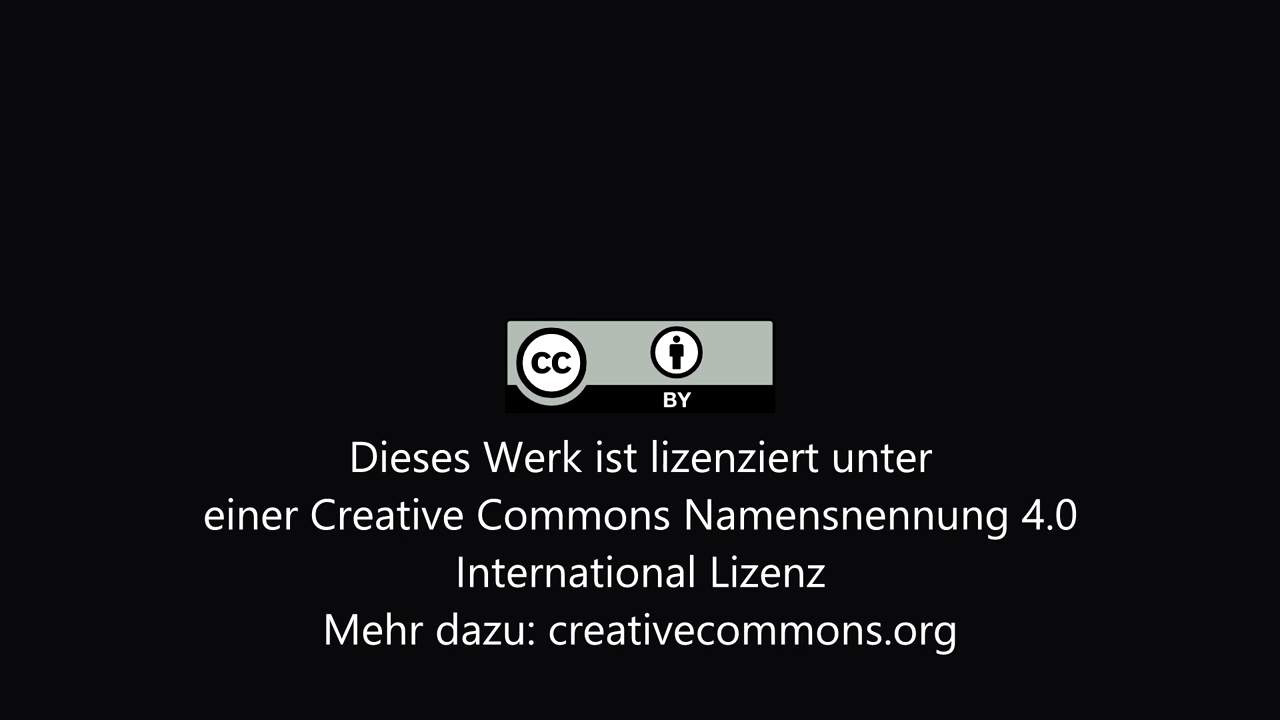 CC
BY
Dieses Werk ist lizenziert unter
einer Creative Commons Namensnennung 4.0
International Lizenz
Mehr dazu: creativecommons.org